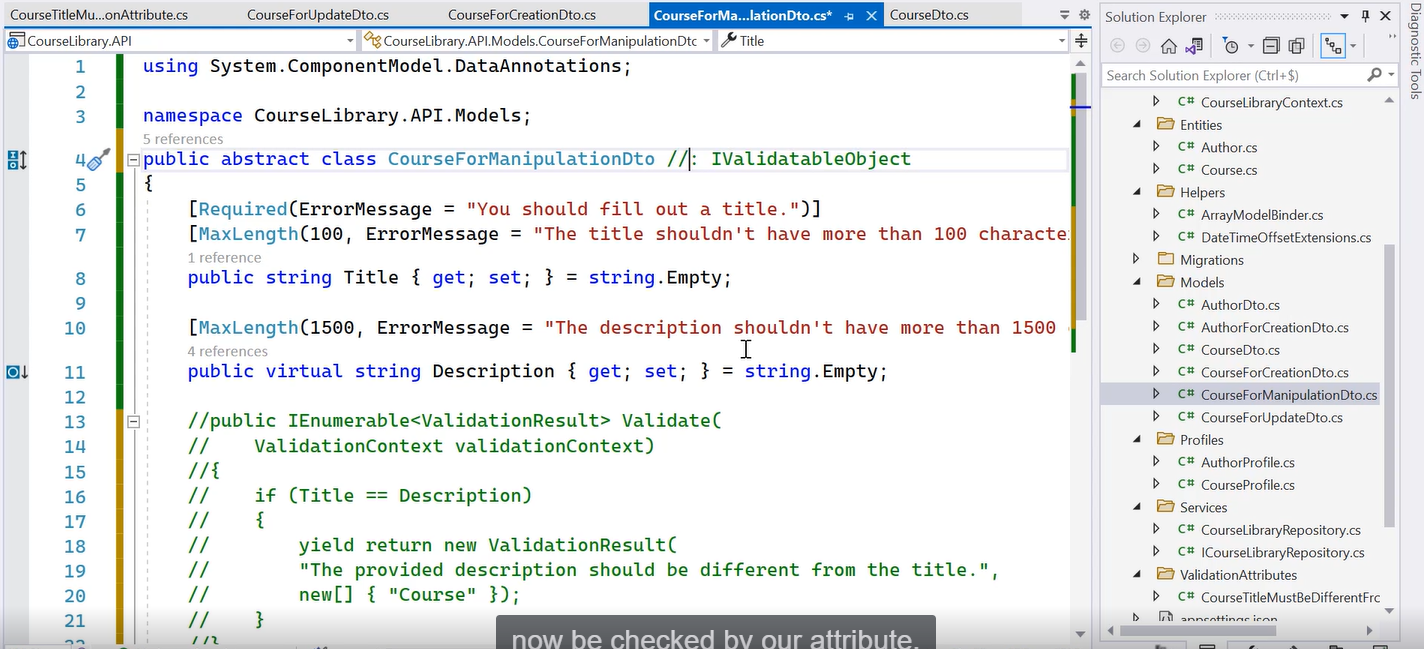 CourseTitleMu...onAttribute.cs
CourseForUpdateDto.cs
CourseForCreationDto.cs
CourseForMa...lationDto.cs*
CourseDto.cs
CourseLibrary.API
CourseLibrary.API.Models.CourseForManipulationDto
Title
1 using System.ComponentModel.DataAnnotations;
2
3 namespace CourseLibrary.API.Models;
5 references
4 public abstract class CourseForManipulationDto //: IValidatableObject
5 {
6 [Required(ErrorMessage = "You should fill out a title.")]
7 [MaxLength(100, ErrorMessage = "The title shouldn't have more than 100 characte
1 reference
8 public string Title { get; set; } = string.Empty;
9
10 [MaxLength(1500, ErrorMessage = "The description shouldn't have more than 1500
4 references
11 public virtual string Description { get; set; } = string.Empty;
12
13 //public IEnumerable<ValidationResult> Validate(
14 //    ValidationContext validationContext)
15 //{
16 //    if (Title == Description)
17 //    {
18 //        yield return new ValidationResult(
19 //        "The provided description should be different from the title.",
20 //        new[] { "Course" });
21 //    }
22 //}
now be checked by our attribute.
Solution Explorer
Search Solution Explorer (Ctrl+$)
C# CourseLibraryContext.cs
Entities
C# Author.cs
C# Course.cs
Helpers
C# ArrayModelBinder.cs
C# DateTimeOffsetExtensions.cs
Migrations
Models
C# AuthorDto.cs
C# AuthorForCreationDto.cs
C# CourseDto.cs
C# CourseForCreationDto.cs
C# CourseForManipulationDto.cs
C# CourseForUpdateDto.cs
Profiles
C# AuthorProfile.cs
C# CourseProfile.cs
Services
C# CourseLibraryRepository.cs
C# ICourseLibraryRepository.cs
ValidationAttributes
C# CourseTitleMustBeDifferentFrc
appsettings.json
Diagnostic Tools